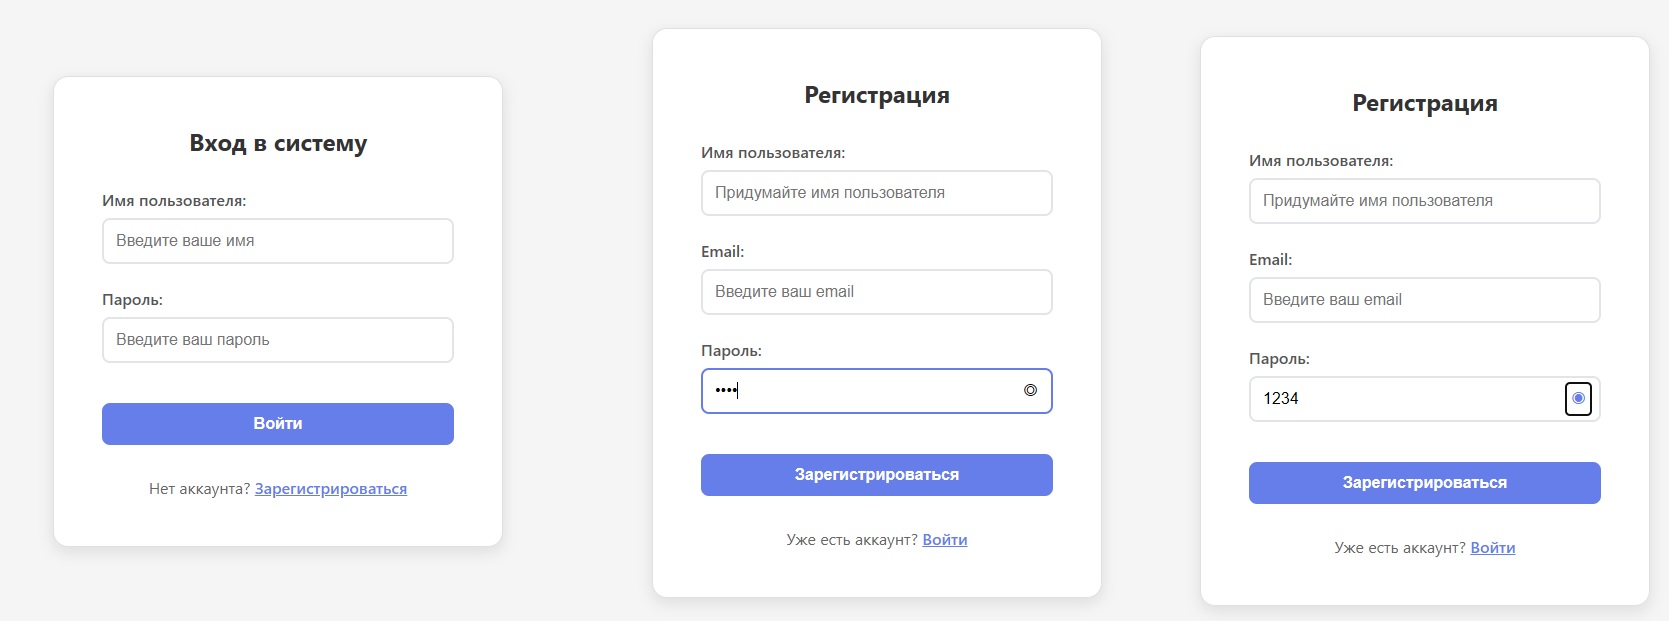 Вход в систему
Имя пользователя:
Введите ваше имя
Пароль:
Введите ваш пароль
Войти
Нет аккаунта? Зарегистрироваться
Регистрация
Имя пользователя:
Придумайте имя пользователя
Email:
Введите ваш email
Пароль:
••••
Зарегистрироваться
Уже есть аккаунт? Войти
Регистрация
Имя пользователя:
Придумайте имя пользователя
Email:
Введите ваш email
Пароль:
1234
Зарегистрироваться
Уже есть аккаунт? Войти